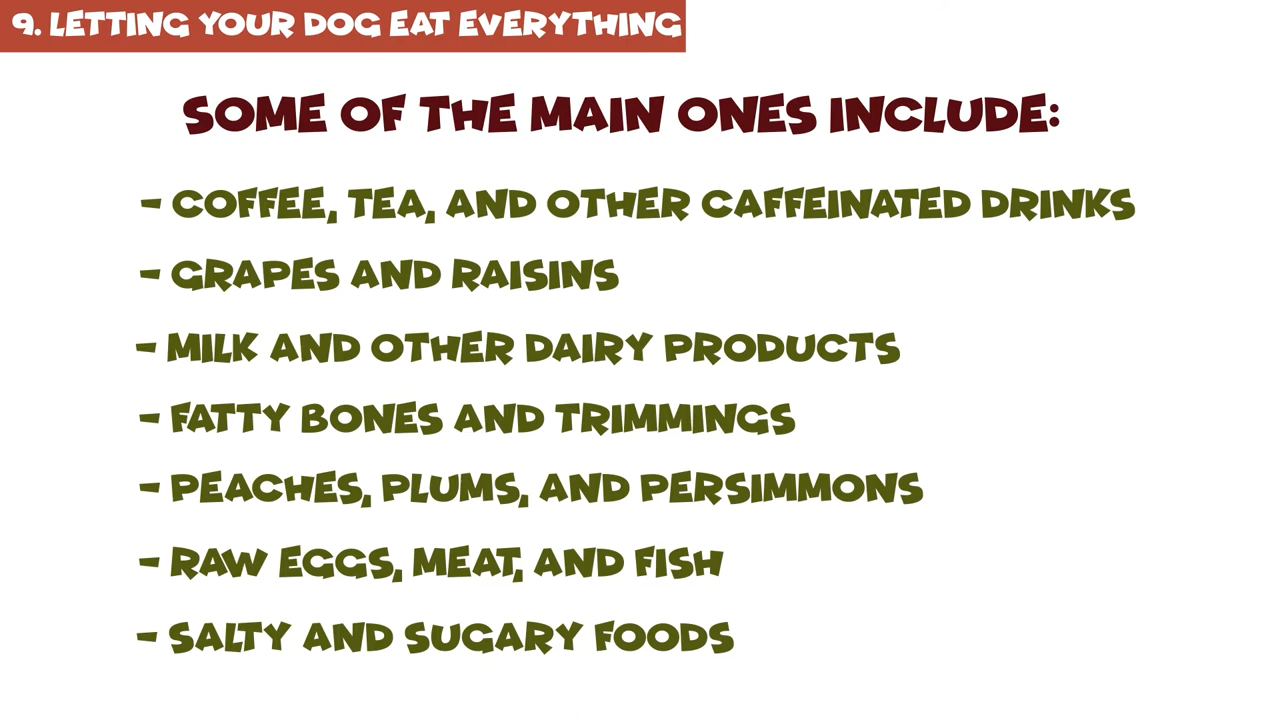 9. LETTING YOUR DOG EAT EVERYTHING
SOME OF THE MAIN ONES INCLUDE:
- COFFEE, TEA, AND OTHER CAFFEINATED DRINKS
- GRAPES AND RAISINS
- MILK AND OTHER DAIRY PRODUCTS
- FATTY BONES AND TRIMMINGS
- PEACHES, PLUMS, AND PERSIMMONS
- RAW EGGS, MEAT, AND FISH
- SALTY AND SUGARY FOODS